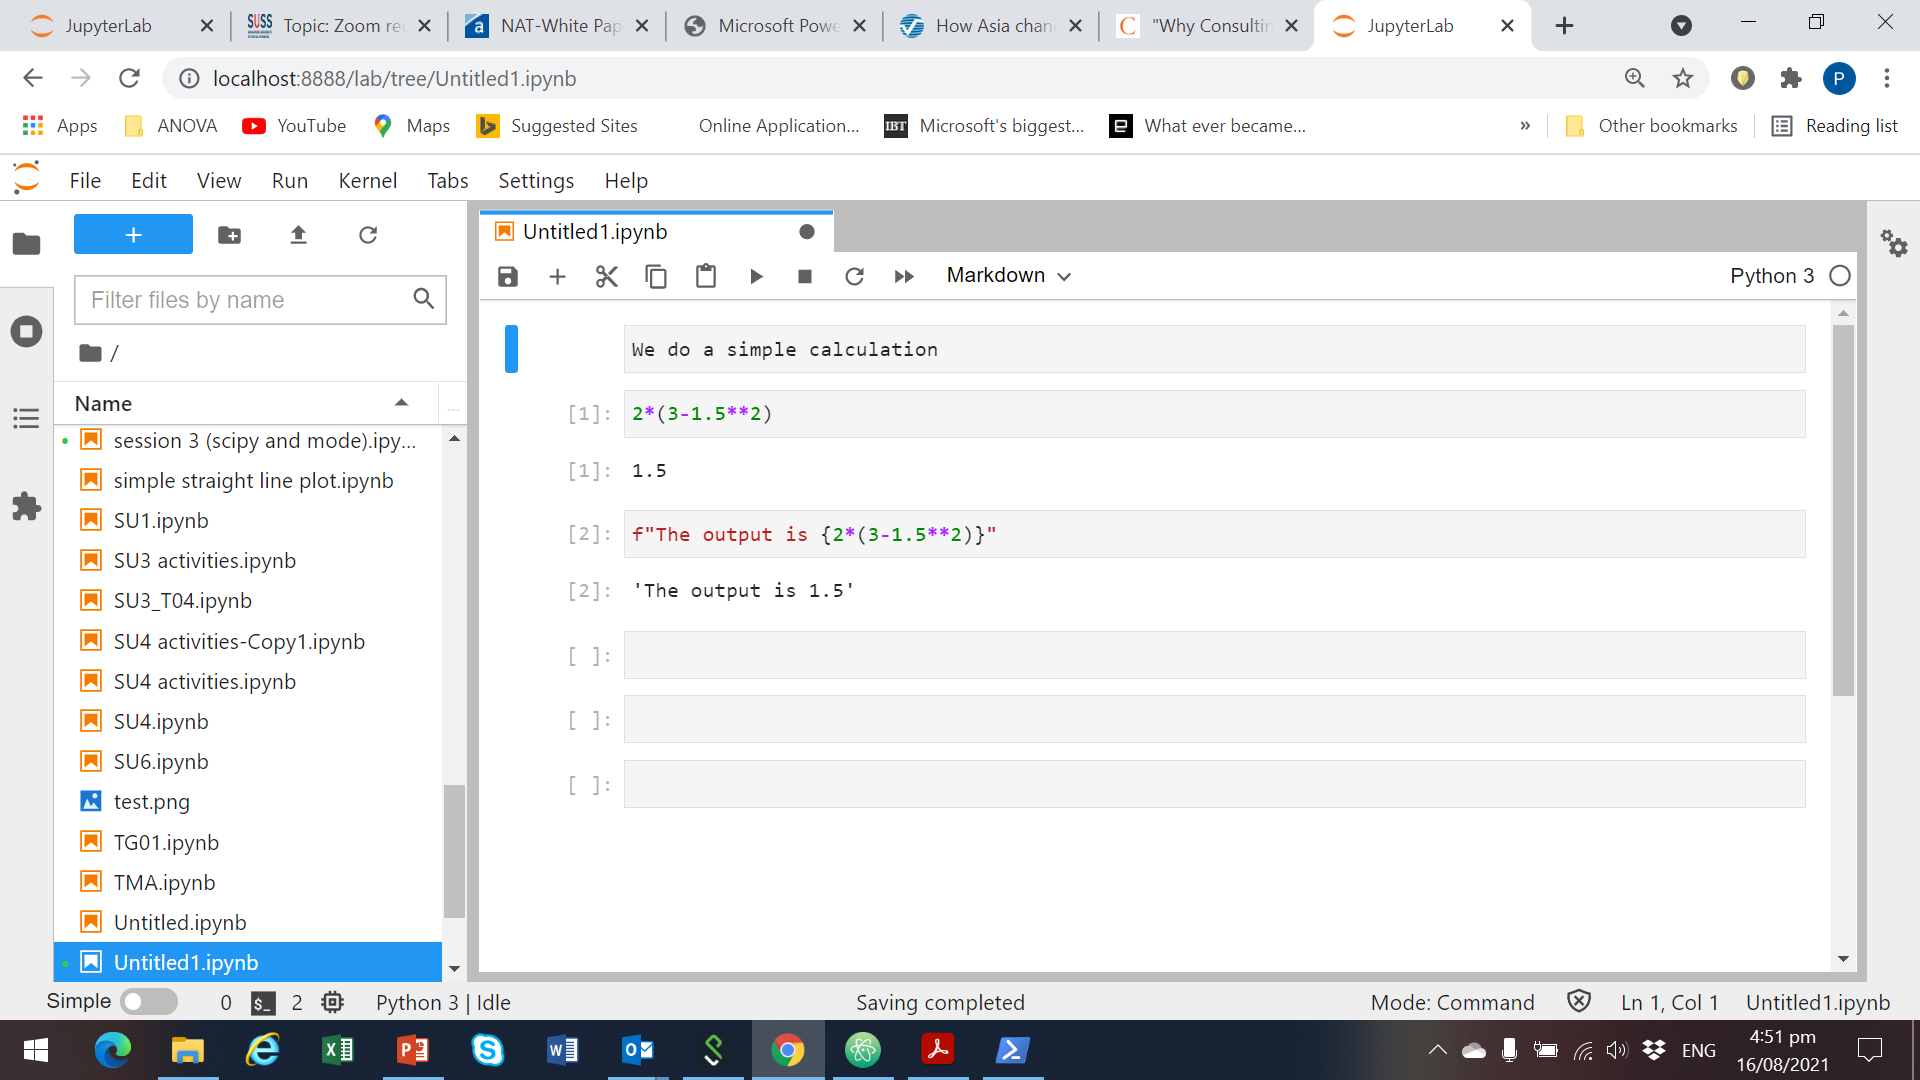 JupyterLab
Topic: Zoom re
NAT-White Pap
Microsoft Powe
How Asia chan
"Why Consultin
JupyterLab
localhost:8888/lab/tree/Untitled1.ipynb
P
Apps
ANOVA
YouTube
Maps
Suggested Sites
Online Application...
IBT
Microsoft's biggest...
What ever became...
»
Other bookmarks
Reading list
File Edit View Run Kernel Tabs Settings Help
Untitled1.ipynb
Filter files by name
Markdown
Python 3
/
Name
...
session 3 (scipy and mode).ipy...
simple straight line plot.ipynb
SU1.ipynb
SU3 activities.ipynb
SU3_T04.ipynb
SU4 activities-Copy1.ipynb
SU4 activities.ipynb
SU4.ipynb
SU6.ipynb
test.png
TG01.ipynb
TMA.ipynb
Untitled.ipynb
Untitled1.ipynb
We do a simple calculation
[1]: 2*(3-1.5**2)
[1]: 1.5
[2]: f"The output is {2*(3-1.5**2)}"
[2]: 'The output is 1.5'
[ ]:
[ ]:
[ ]:
Simple
0
$_
2
Python 3 | Idle
Saving completed
Mode: Command
Ln 1, Col 1
Untitled1.ipynb
ENG
4:51 pm
16/08/2021